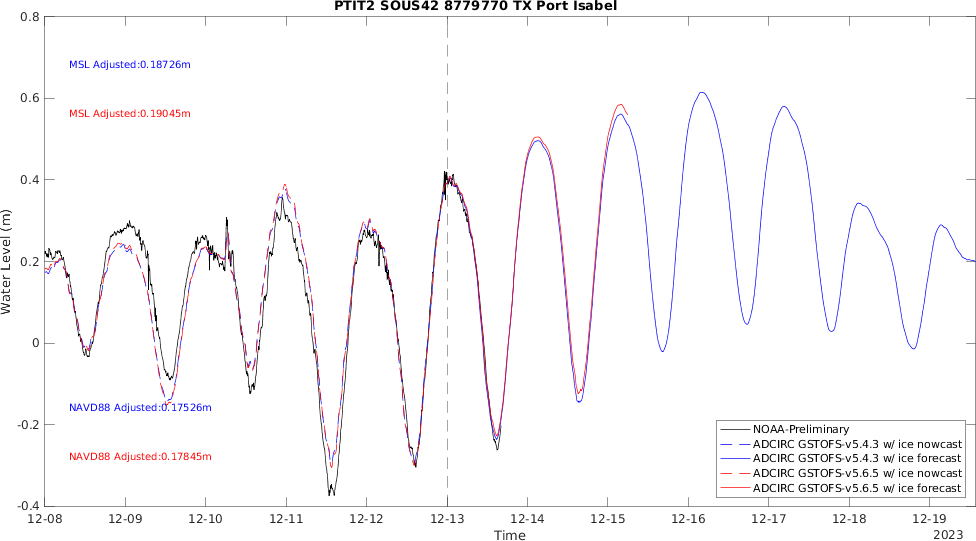 PTIT2 SOUS42 8779770 TX Port Isabel
0.8
0.6
0.4
0.2
0
-0.2
-0.4
Water Level (m)
MSL Adjusted:0.18726m
MSL Adjusted:0.19045m
NAVD88 Adjusted:0.17526m
NAVD88 Adjusted:0.17845m
NOAA-Preliminary
ADCIRC GSTOFS-v5.4.3 w/ ice nowcast
ADCIRC GSTOFS-v5.4.3 w/ ice forecast
ADCIRC GSTOFS-v5.6.5 w/ ice nowcast
ADCIRC GSTOFS-v5.6.5 w/ ice forecast
12-08 12-09 12-10 12-11 12-12 12-13 12-14 12-15 12-16 12-17 12-18 12-19
2023
Time